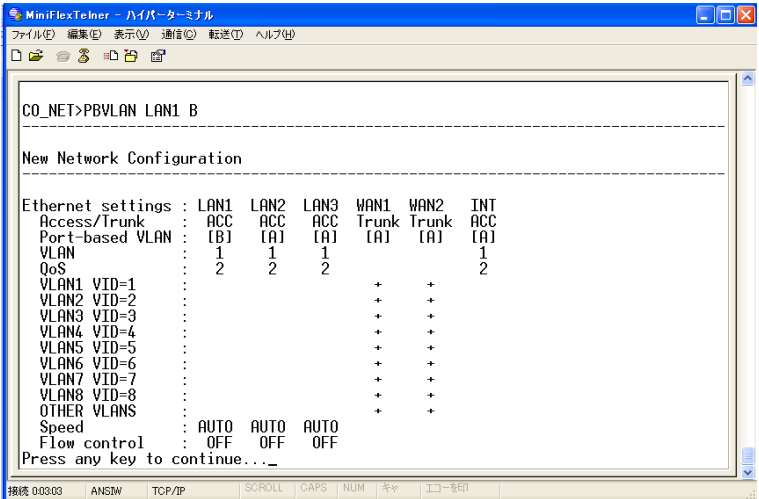 MiniFlexTelner - ハイパーターミナル
ファイル(F) 編集(E) 表示(V) 通信(C) 転送(T) ヘルプ(H)
CO_NET>PBVLAN LAN1 B
--------------------------------------------------------------------------------
New Network Configuration
--------------------------------------------------------------------------------
Ethernet settings : LAN1 LAN2 LAN3 WAN1 WAN2 INT
Access/Trunk : ACC ACC ACC Trunk Trunk ACC
Port-based VLAN : [B] [A] [A] [A] [A] [A]
VLAN : 1 1 1 1
QoS : 2 2 2 2
VLAN1 VID=1 : + +
VLAN2 VID=2 : + +
VLAN3 VID=3 : + +
VLAN4 VID=4 : + +
VLAN5 VID=5 : + +
VLAN6 VID=6 : + +
VLAN7 VID=7 : + +
VLAN8 VID=8 : + +
OTHER VLANS : + +
Speed : AUTO AUTO AUTO
Flow control : OFF OFF OFF
Press any key to continue..._
接続 0:03:03 ANSIW TCP/IP SCROLL CAPS NUM キャ エコーを印